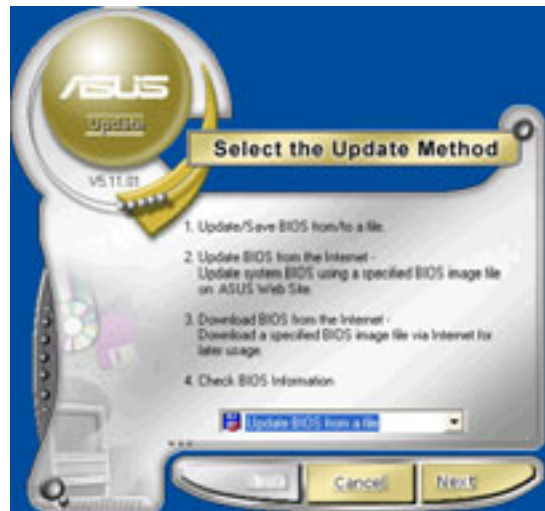 ASUS
Update
V5.11.01
Select the Update Method
1. Update/Save BIOS from/to a file.
2. Update BIOS from the Internet -
Update system BIOS using a specified BIOS image file
on ASUS Web Site.
3. Download BIOS from the Internet -
Download a specified BIOS image file via Internet for
later usage.
4. Check BIOS Information
Update BIOS from a file
Cancel
Next